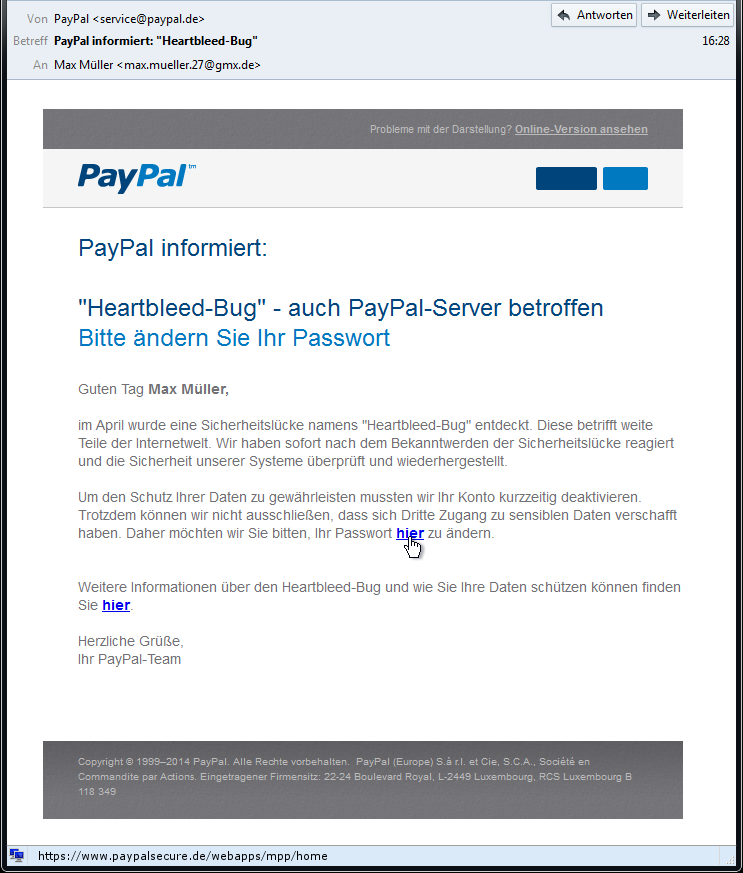 Von PayPal <service@paypal.de> Antworten Weiterleiten
Betreff PayPal informiert: "Heartbleed-Bug" 16:28
An Max Müller <max.mueller.27@gmx.de>
Probleme mit der Darstellung? Online-Version ansehen
PayPal™
PayPal informiert:
"Heartbleed-Bug" - auch PayPal-Server betroffen
Bitte ändern Sie Ihr Passwort
Guten Tag Max Müller,
im April wurde eine Sicherheitslücke namens "Heartbleed-Bug" entdeckt. Diese betrifft weite
Teile der Internetwelt. Wir haben sofort nach dem Bekanntwerden der Sicherheitslücke reagiert
und die Sicherheit unserer Systeme überprüft und wiederhergestellt.
Um den Schutz Ihrer Daten zu gewährleisten mussten wir Ihr Konto kurzzeitig deaktivieren.
Trotzdem können wir nicht ausschließen, dass sich Dritte Zugang zu sensiblen Daten verschafft
haben. Daher möchten wir Sie bitten, Ihr Passwort hier zu ändern.
Weitere Informationen über den Heartbleed-Bug und wie Sie Ihre Daten schützen können finden
Sie hier.
Herzliche Grüße,
Ihr PayPal-Team
Copyright © 1999–2014 PayPal. Alle Rechte vorbehalten. PayPal (Europe) S.à r.l. et Cie, S.C.A., Société en
Commandite par Actions. Eingetragener Firmensitz: 22-24 Boulevard Royal, L-2449 Luxembourg, RCS Luxembourg B
118 349
https://www.paypalsecure.de/webapps/mpp/home